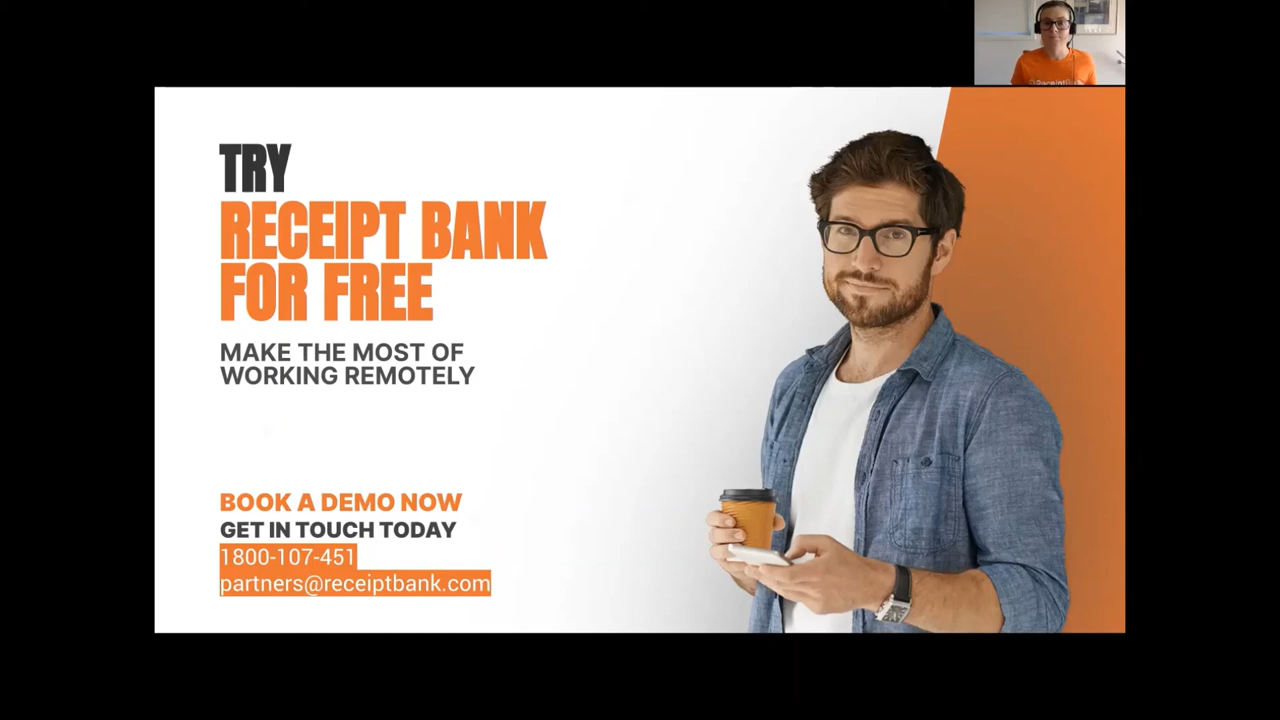 TRY
RECEIPT BANK
FOR FREE
MAKE THE MOST OF
WORKING REMOTELY
BOOK A DEMO NOW
GET IN TOUCH TODAY
1800-107-451
partners@receiptbank.com